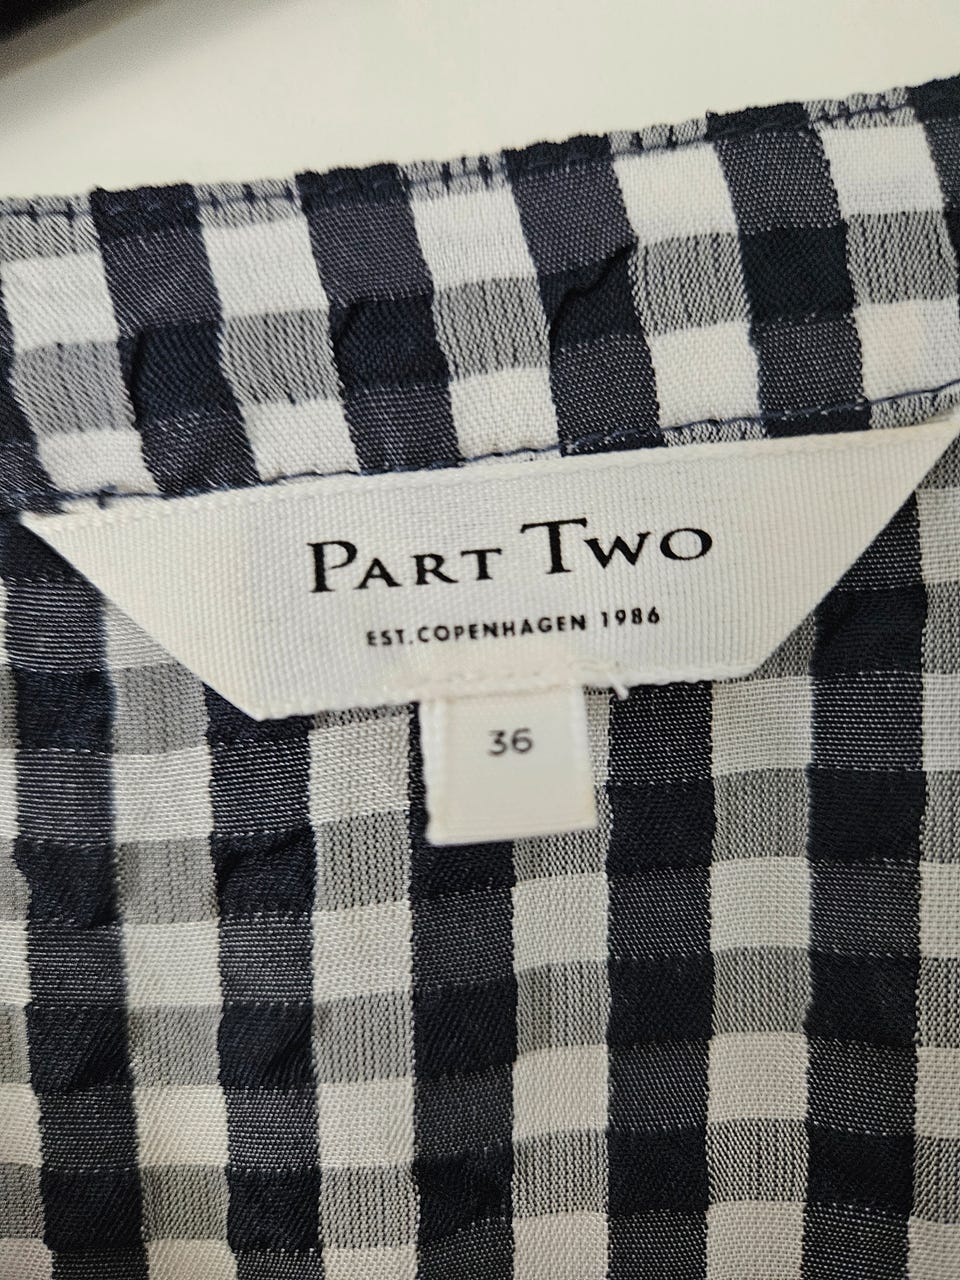 PART TWO
EST.COPENHAGEN 1986
36